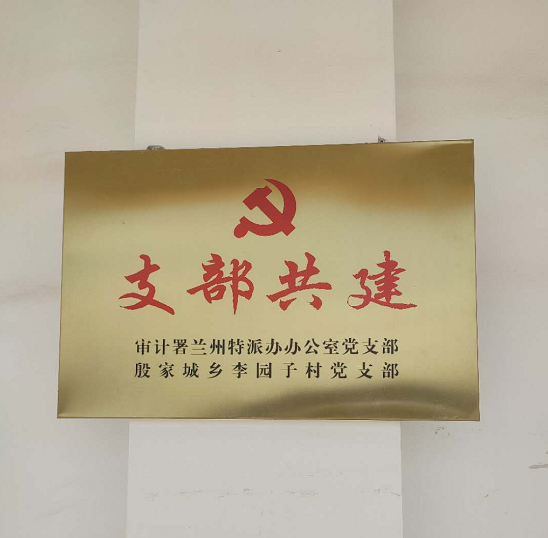 支部共建
审计署兰州特派办办公室党支部
殷家城乡李园子村党支部